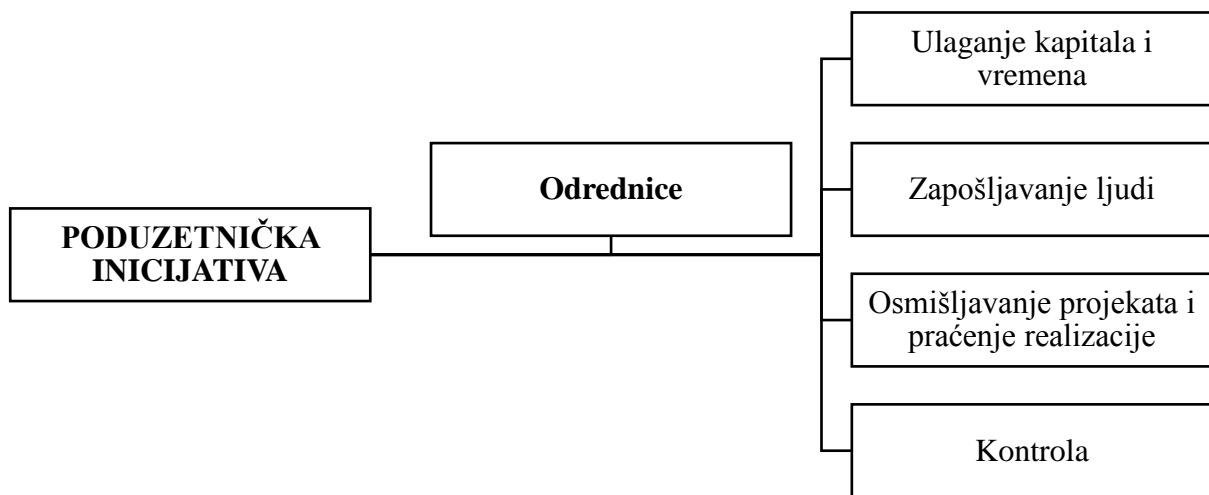 PODUZETNIČKA
INICIJATIVA
Odrednice
Ulaganje kapitala i
vremena
Zapošljavanje ljudi
Osmišljavanje projekata i
praćenje realizacije
Kontrola